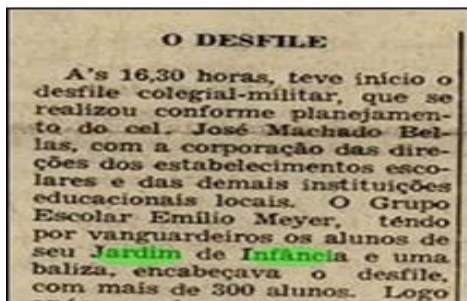 O DESFILE
A's 16,30 horas, teve início o
desfile colegial-militar, que se
realizou conforme planejamen-
to do cel. José Machado Bel-
las, com a corporação das dire-
ções dos estabelecimentos esco-
lares e das demais instituições
educacionais locais. O Grupo
Escolar Emílio Meyer, tendo
por vanguardeiros os alunos de
seu Jardim de Infância e uma
baliza, encabeçava o desfile,
com mais de 300 alunos. Logo